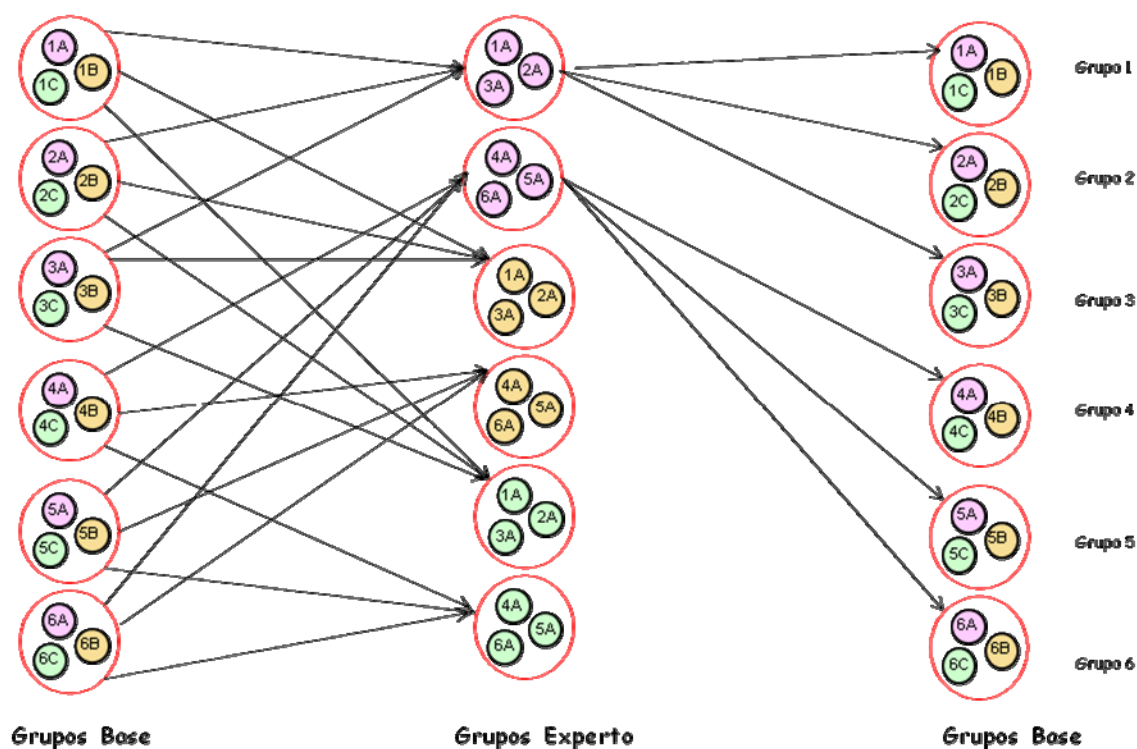 1A
1B
1C
2A
2B
2C
3A
3B
3C
4A
4B
4C
5A
5B
5C
6A
6B
6C
Grupos Base
1A
2A
3A
4A
5A
6A
1A
2A
3A
4A
5A
6A
1A
2A
3A
4A
5A
6A
Grupos Experto
1A
1B
1C
Grupo 1
2A
2B
2C
Grupo 2
3A
3B
3C
Grupo 3
4A
4B
4C
Grupo 4
5A
5B
5C
Grupo 5
6A
6B
6C
Grupo 6
Grupos Base